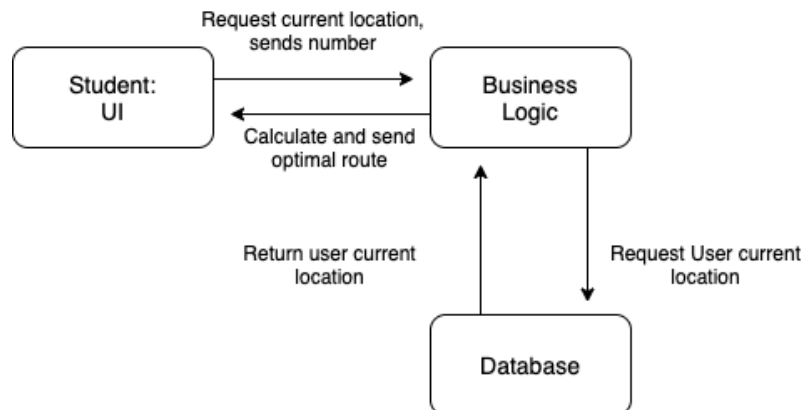 Request current location,
sends number
Student:
UI
Business
Logic
Calculate and send
optimal route
Return user current
location
Request User current
location
Database